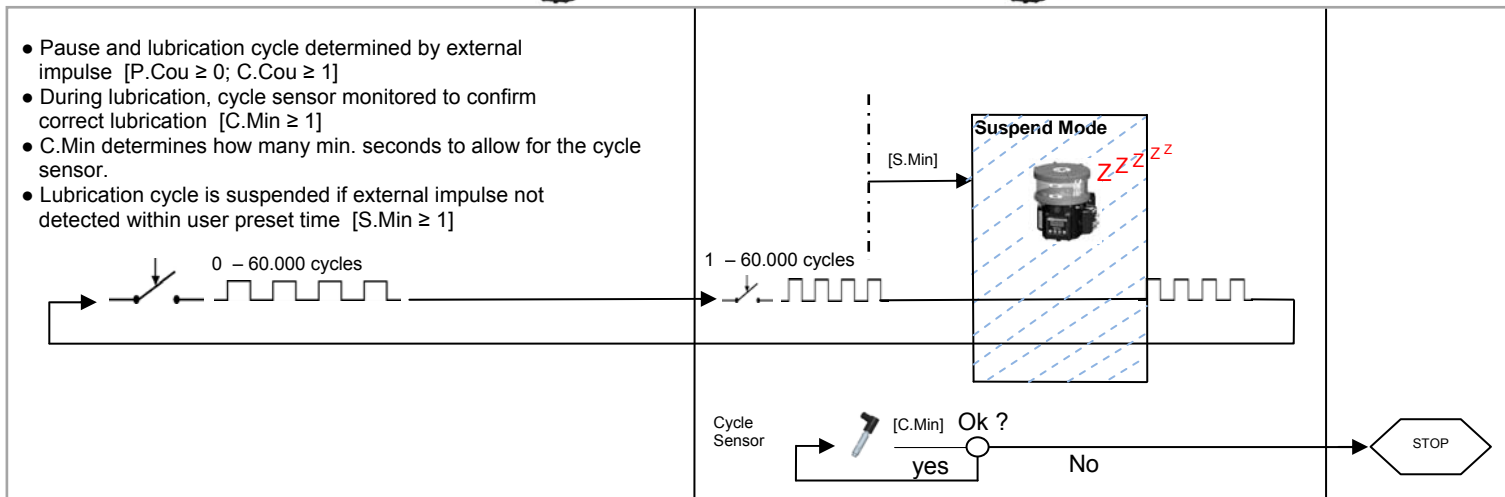 ● Pause and lubrication cycle determined by external
impulse [P.Cou ≥ 0; C.Cou ≥ 1]
● During lubrication, cycle sensor monitored to confirm
correct lubrication [C.Min ≥ 1]
● C.Min determines how many min. seconds to allow for the cycle
sensor.
● Lubrication cycle is suspended if external impulse not
detected within user preset time [S.Min ≥ 1]
0 – 60.000 cycles
1 – 60.000 cycles
[S.Min]
Suspend Mode
Z Z Z Z Z
Cycle
Sensor
[C.Min] Ok ?
yes
No
STOP